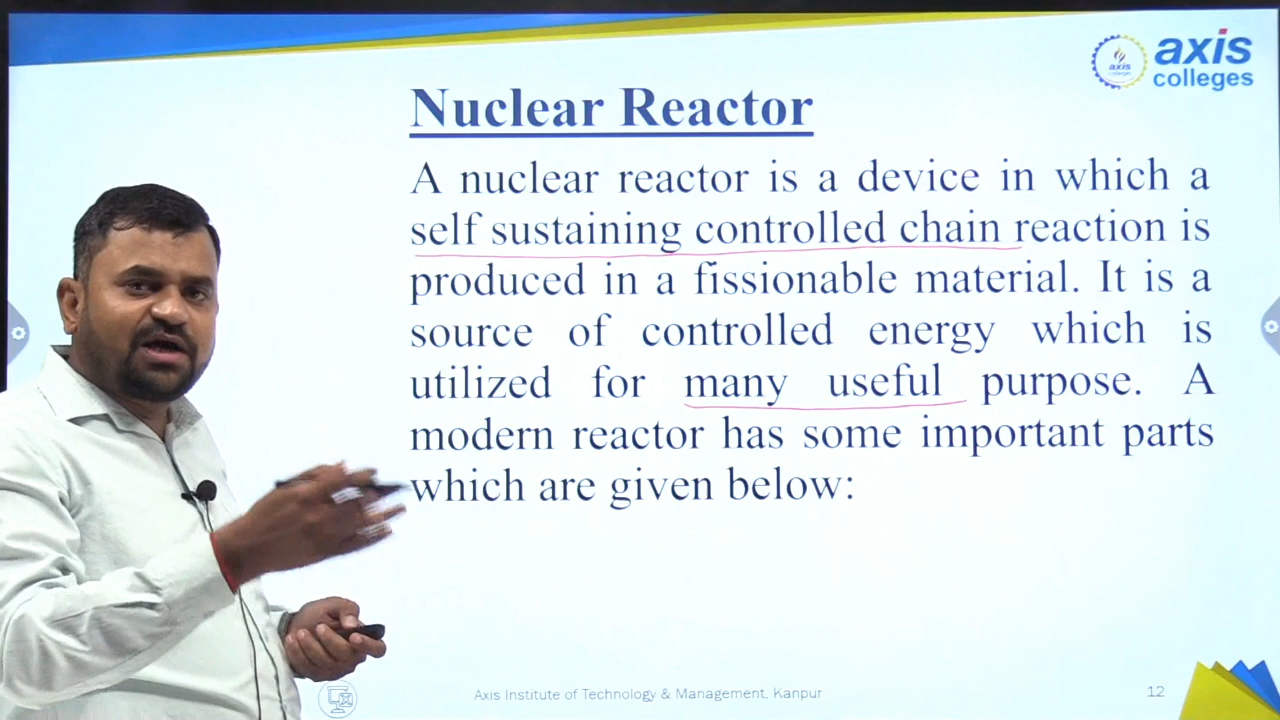 axis
colleges
axis
colleges
Nuclear Reactor
A nuclear reactor is a device in which a
self sustaining controlled chain reaction is
produced in a fissionable material. It is a
source of controlled energy which is
utilized for many useful purpose. A
modern reactor has some important parts
which are given below:
Axis Institute of Technology & Management, Kanpur
12